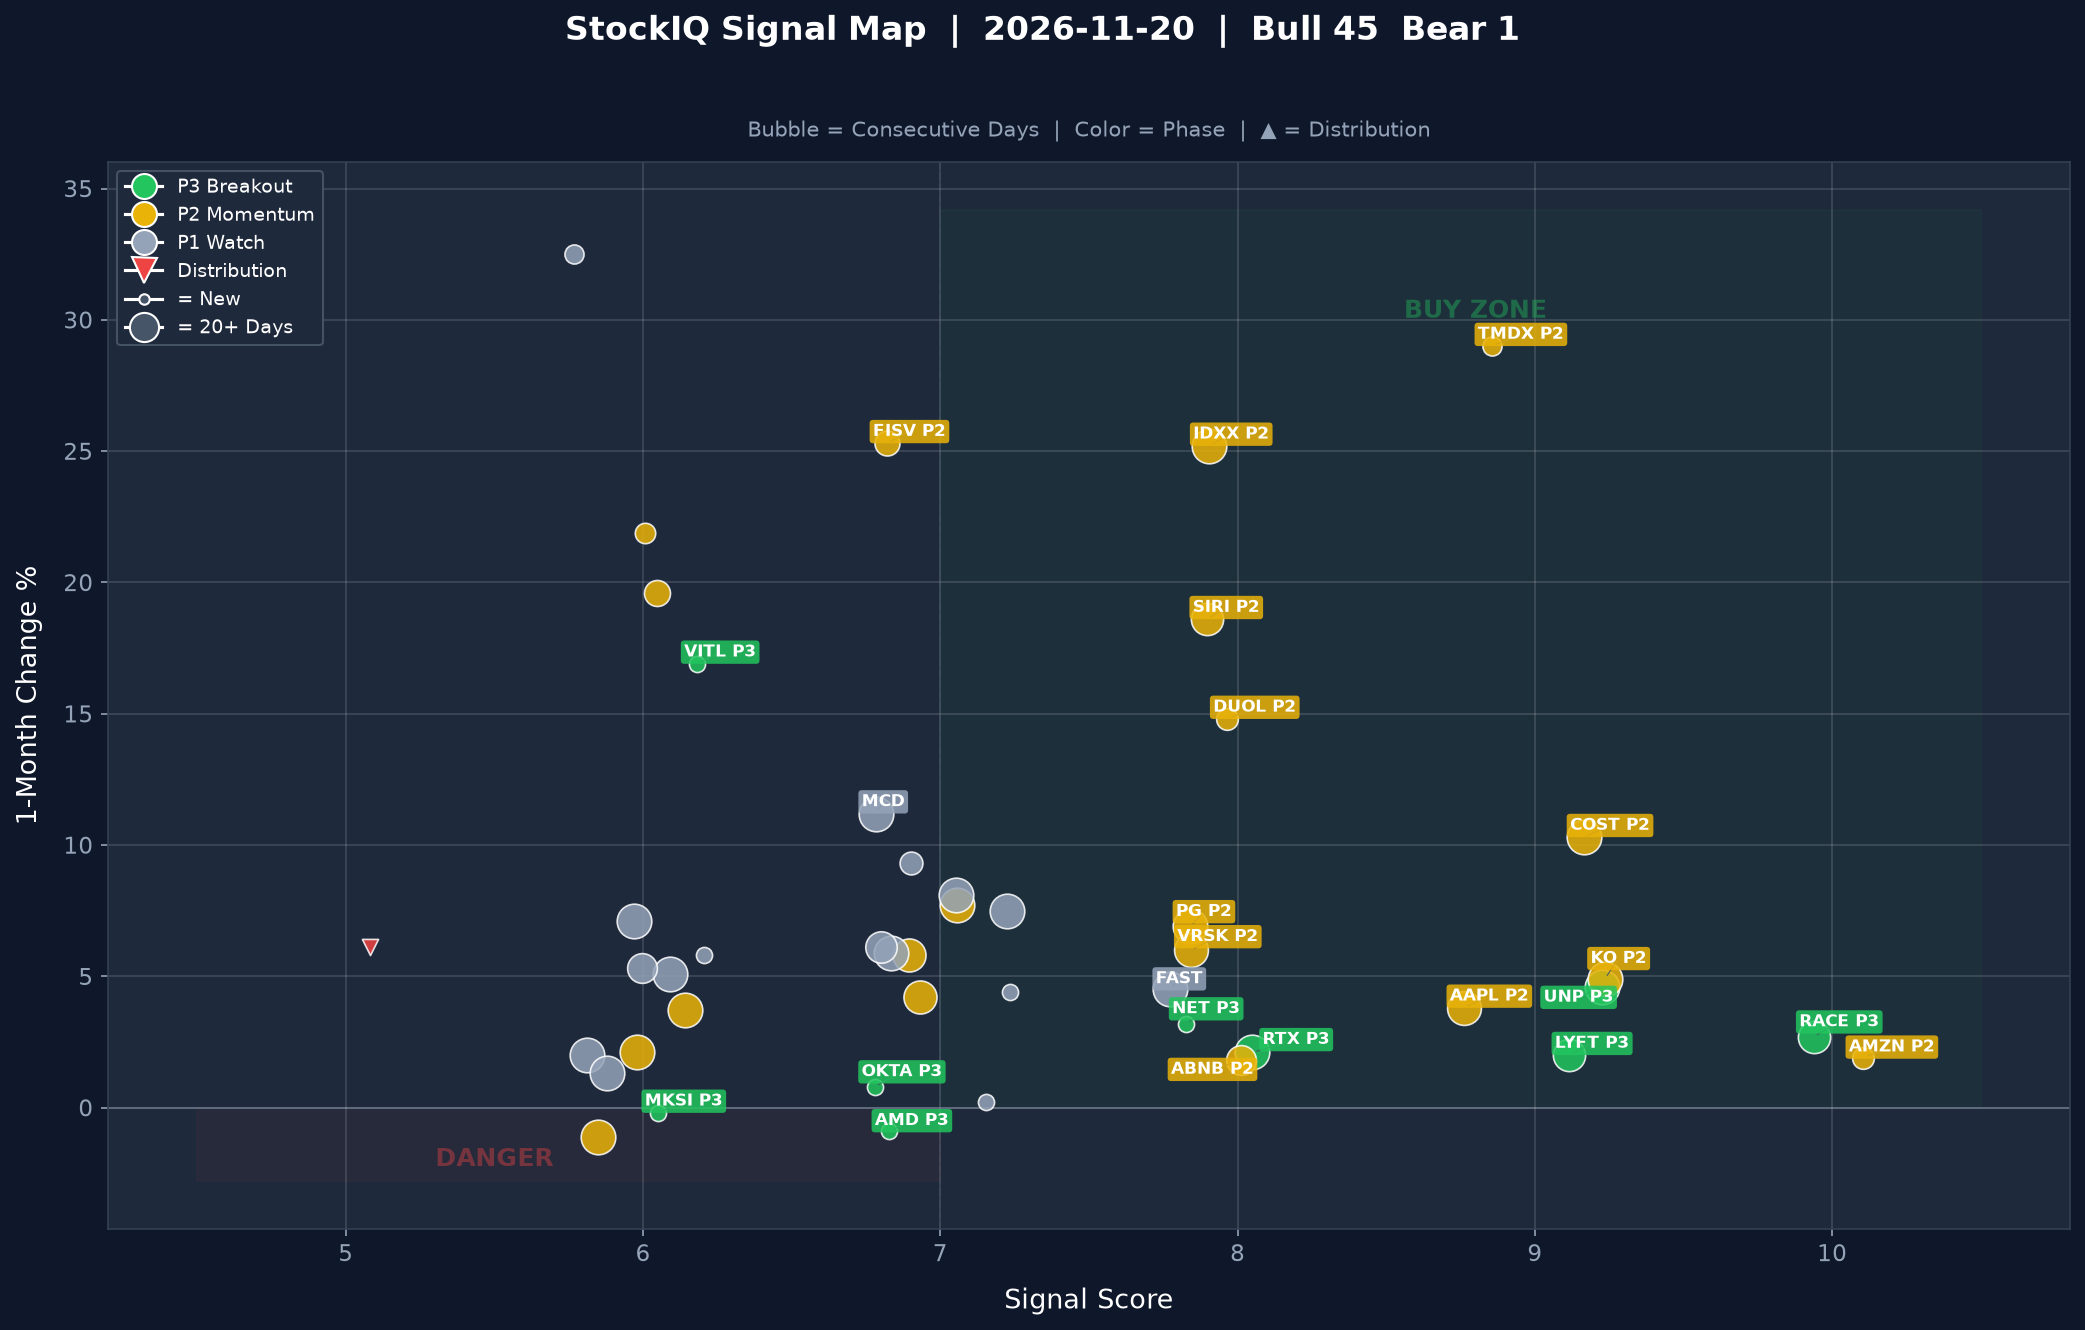 StockIQ Signal Map | 2026-11-20 | Bull 45 Bear 1
Bubble = Consecutive Days | Color = Phase | ▲ = Distribution
P3 Breakout
P2 Momentum
P1 Watch
Distribution
= New
= 20+ Days
1-Month Change %
35
30
25
20
15
10
5
0
BUY ZONE
TMDX P2
FISV P2
IDXX P2
SIRI P2
VITL P3
DUOL P2
MCD
COST P2
PG P2
VRSK P2
KO P2
FAST
AAPL P2
UNP P3
NET P3
RACE P3
RTX P3
LYFT P3
AMZN P2
ABNB P2
OKTA P3
MKSI P3
AMD P3
DANGER
5
6
7
8
9
10
Signal Score